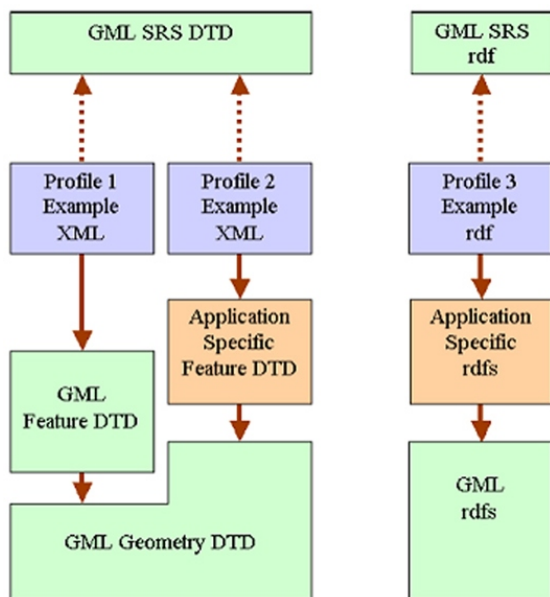 GML SRS DTD
GML SRS
rdf
Profile 1
Example
XML
Profile 2
Example
XML
Profile 3
Example
rdf
Application
Specific
Feature DTD
Application
Specific
rdfs
GML
Feature DTD
GML
rdfs
GML Geometry DTD